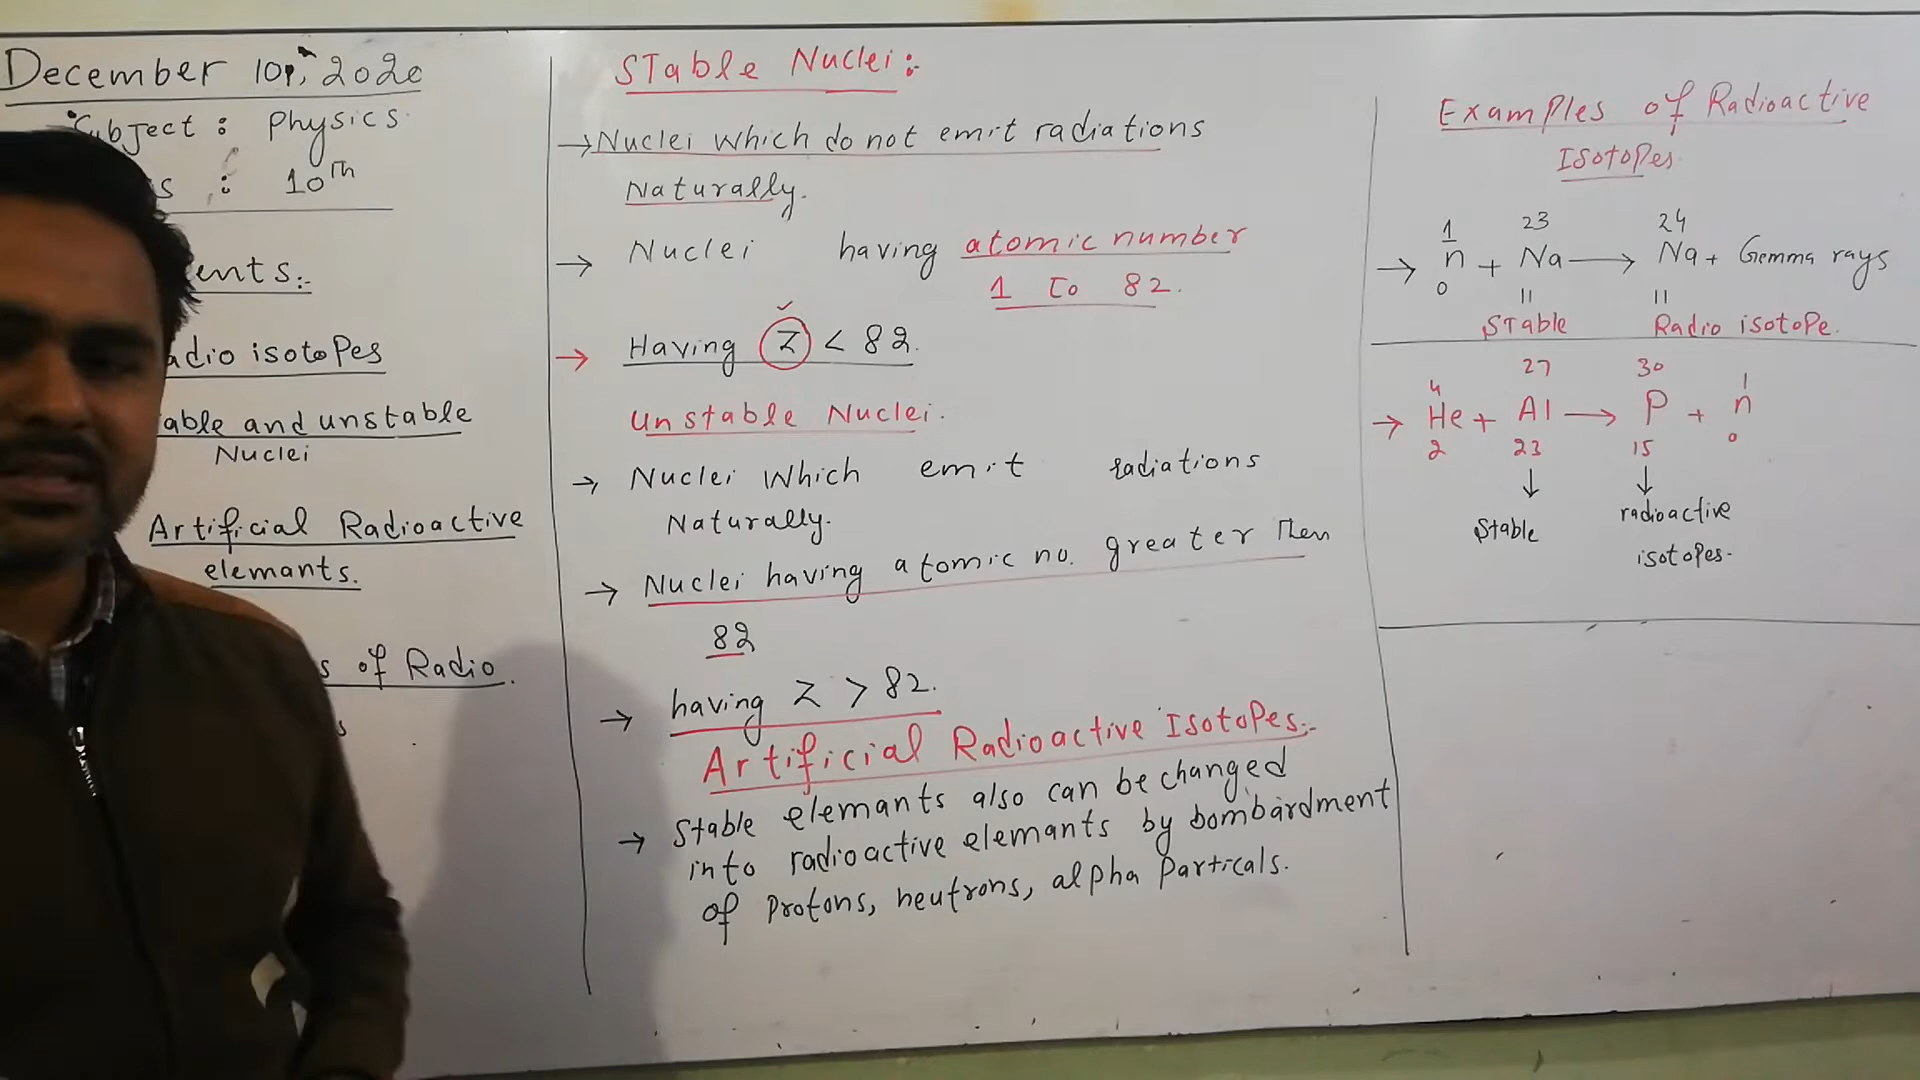 December 10, 2020
Subject : Physics
: 10th
Radio isotopes
and unstable
Nuclei
Artificial Radioactive
elemants.
of Radio
STable Nuclei:-
→ Nuclei Which do not emit radiations
Naturally.
→ Nuclei having atomic number
1 to 82.
→ Having Z < 82.
Unstable Nuclei.
→ Nuclei Which emit radiations
Naturally.
→ Nuclei having atomic no. greater Then
82
→ having Z > 82.
Artificial Radioactive Isotopes:-
→ Stable elemants also can be changed
into radioactive elemants by bombardment
of Protons, neutrons, alpha Particals.
Examples of Radioactive
Isotopes.
1 23 24
→ n + Na → Na + Gemma rays
0 || ||
STable Radio isotope.
4 27 30 1
→ He + Al → P + n
2 23 15 0
↓ ↓
Stable radioactive
isotopes.